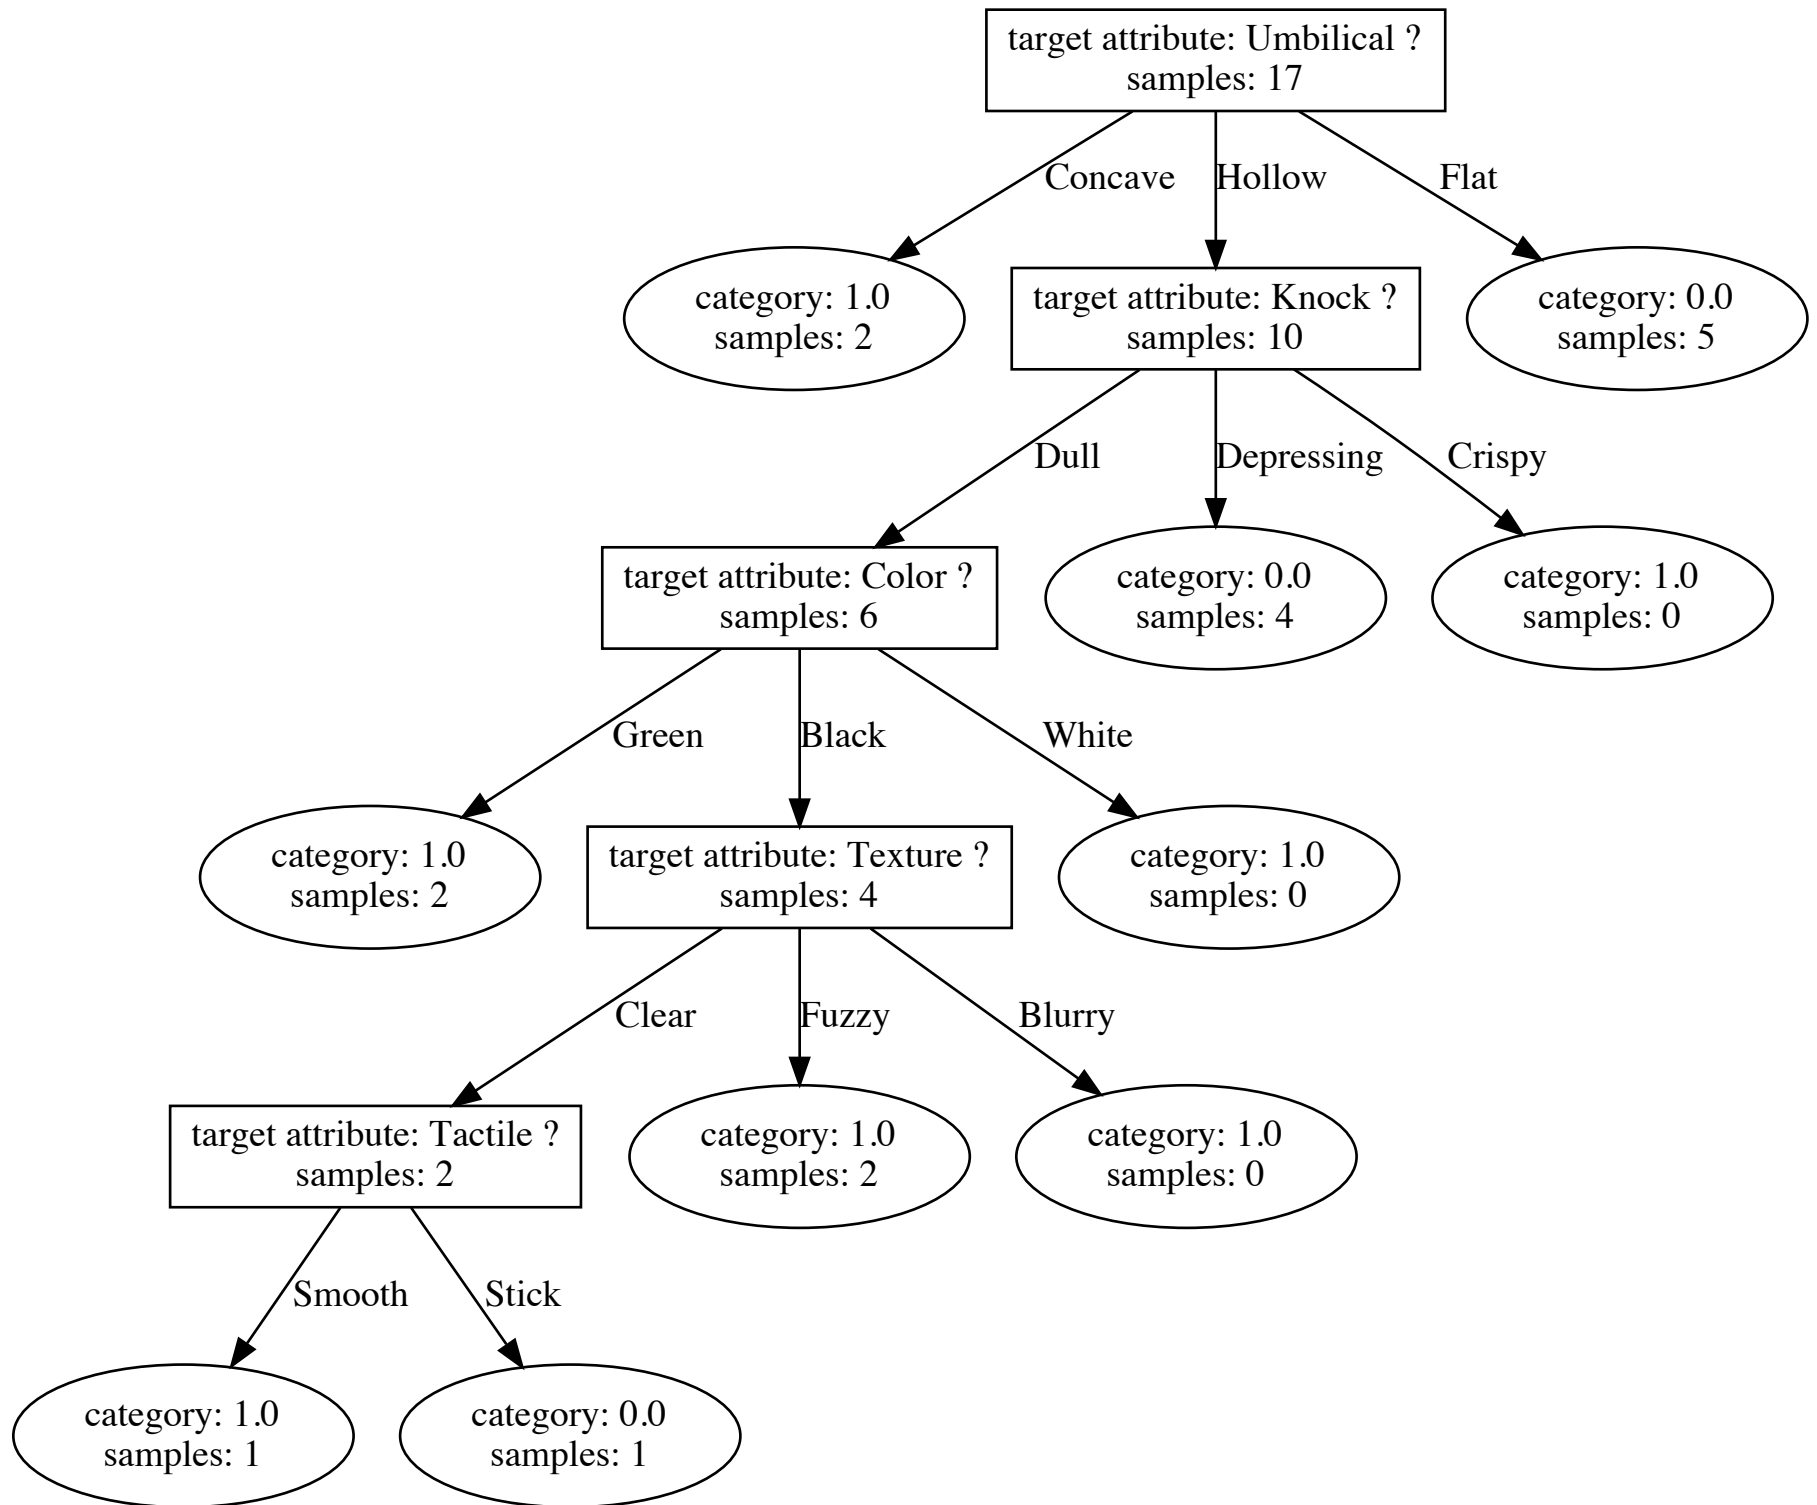 target attribute: Umbilical ?
samples: 17
Concave
Hollow
Flat
category: 1.0
samples: 2
target attribute: Knock ?
samples: 10
category: 0.0
samples: 5
Dull
Depressing
Crispy
target attribute: Color ?
samples: 6
category: 0.0
samples: 4
category: 1.0
samples: 0
Green
Black
White
category: 1.0
samples: 2
target attribute: Texture ?
samples: 4
category: 1.0
samples: 0
Clear
Fuzzy
Blurry
target attribute: Tactile ?
samples: 2
category: 1.0
samples: 2
category: 1.0
samples: 0
Smooth
Stick
category: 1.0
samples: 1
category: 0.0
samples: 1